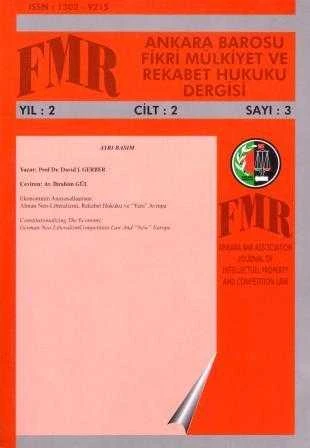 ISSN : 1302 - 9215
FMR
ANKARA BAROSU
FİKRİ MÜLKİYET VE
REKABET HUKUKU
DERGİSİ
YIL : 2
CİLT : 2
SAYI : 3
AYRI BASIM
Yazar: Prof Dr. David J. GERBER
Çeviren: Av. İbrahim GÜL
Ekonominin Anayasallaşması:
Alman Neo-Liberalizmi, Rekabet Hukuku ve "Yeni" Avrupa
Constitutionalizing The Economy:
German Neo-LiberalismCompetition Law And "New" Europe
FMR
ANKARA BAR ASSOCIATION
JOURNAL OF
INTELLECTUAL PROPERTY
AND COMPETITION LAW